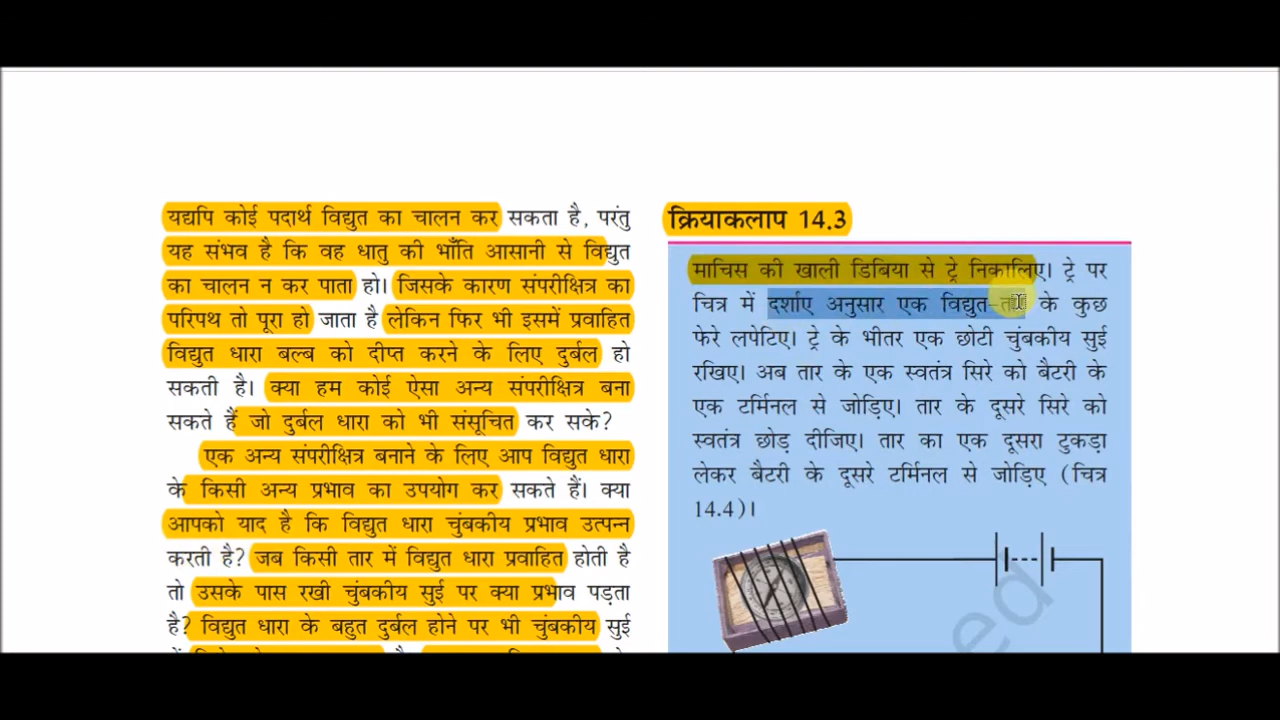 यद्यपि कोई पदार्थ विद्युत का चालन कर सकता है, परंतु
यह संभव है कि वह धातु की भाँति आसानी से विद्युत
का चालन न कर पाता हो। जिसके कारण संपरीक्षित्र का
परिपथ तो पूरा हो जाता है लेकिन फिर भी इसमें प्रवाहित
विद्युत धारा बल्ब को दीप्त करने के लिए दुर्बल हो
सकती है। क्या हम कोई ऐसा अन्य संपरीक्षित्र बना
सकते हैं जो दुर्बल धारा को भी संसूचित कर सके?
एक अन्य संपरीक्षित्र बनाने के लिए आप विद्युत धारा
के किसी अन्य प्रभाव का उपयोग कर सकते हैं। क्या
आपको याद है कि विद्युत धारा चुंबकीय प्रभाव उत्पन्न
करती है? जब किसी तार में विद्युत धारा प्रवाहित होती है
तो उसके पास रखी चुंबकीय सुई पर क्या प्रभाव पड़ता
है? विद्युत धारा के बहुत दुर्बल होने पर भी चुंबकीय सुई
क्रियाकलाप 14.3
माचिस की खाली डिबिया से ट्रे निकालिए। ट्रे पर
चित्र में दर्शाए अनुसार एक विद्युत के कुछ
फेरे लपेटिए। ट्रे के भीतर एक छोटी चुंबकीय सुई
रखिए। अब तार के एक स्वतंत्र सिरे को बैटरी के
एक टर्मिनल से जोड़िए। तार के दूसरे सिरे को
स्वतंत्र छोड़ दीजिए। तार का एक दूसरा टुकड़ा
लेकर बैटरी के दूसरे टर्मिनल से जोड़िए (चित्र
14.4)।